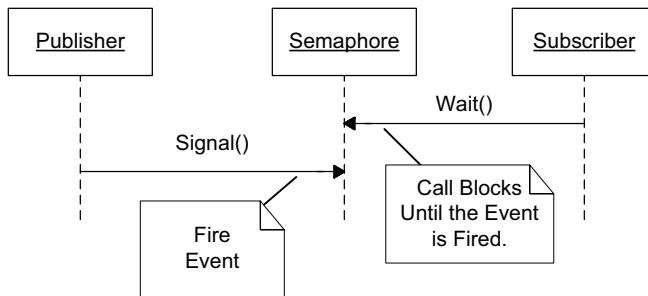 Publisher
Semaphore
Subscriber
Wait()
Signal()
Call Blocks
Until the Event
is Fired.
Fire
Event